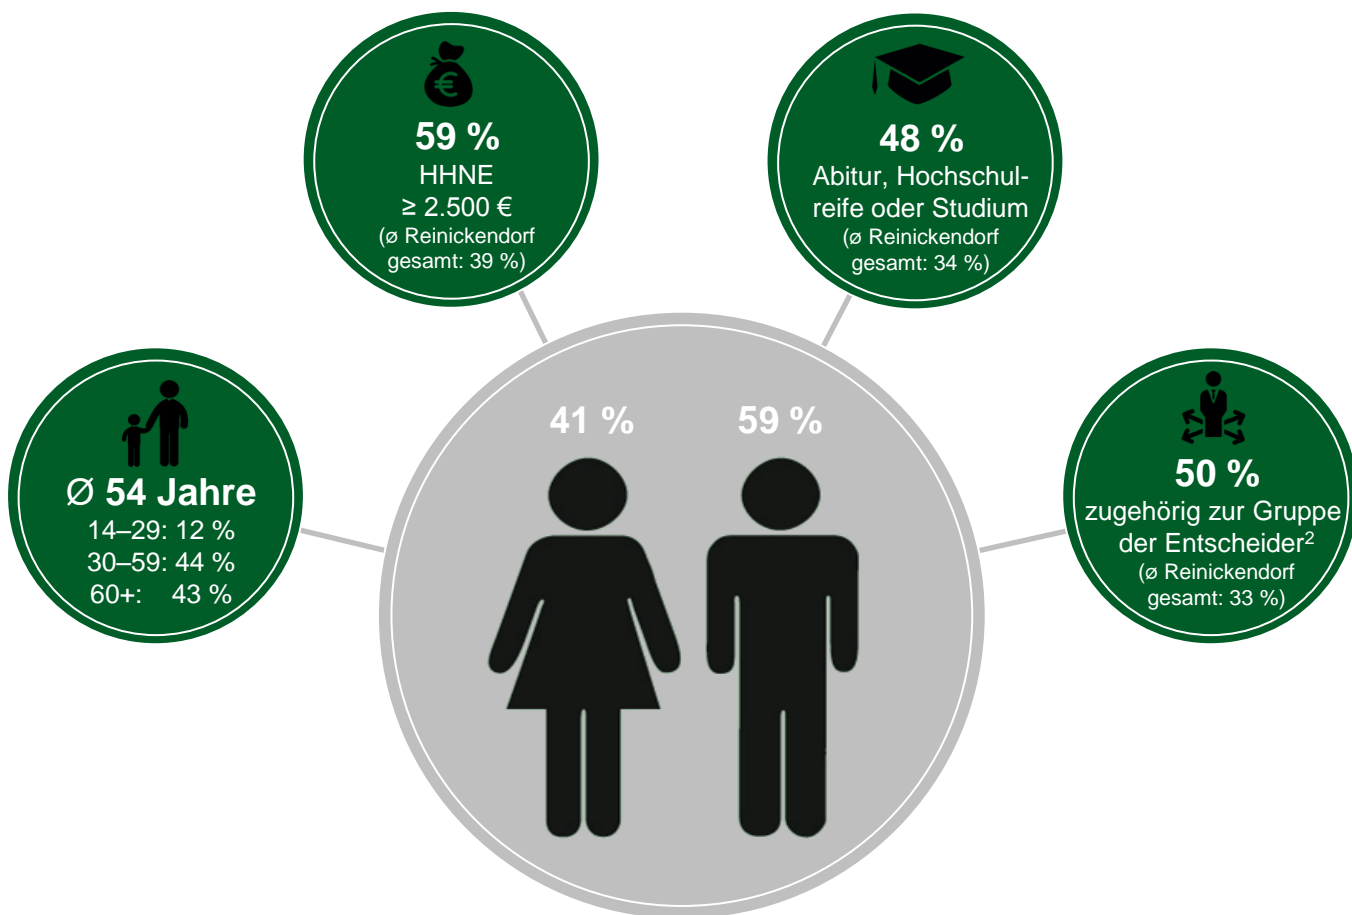 59 %
HHNE
≥ 2.500 €
(ø Reinickendorf
gesamt: 39 %)
48 %
Abitur, Hochschul-
reife oder Studium
(ø Reinickendorf
gesamt: 34 %)
Ø 54 Jahre
14–29: 12 %
30–59: 44 %
60+: 43 %
41 %
59 %
50 %
zugehörig zur Gruppe
der Entscheider²
(ø Reinickendorf
gesamt: 33 %)